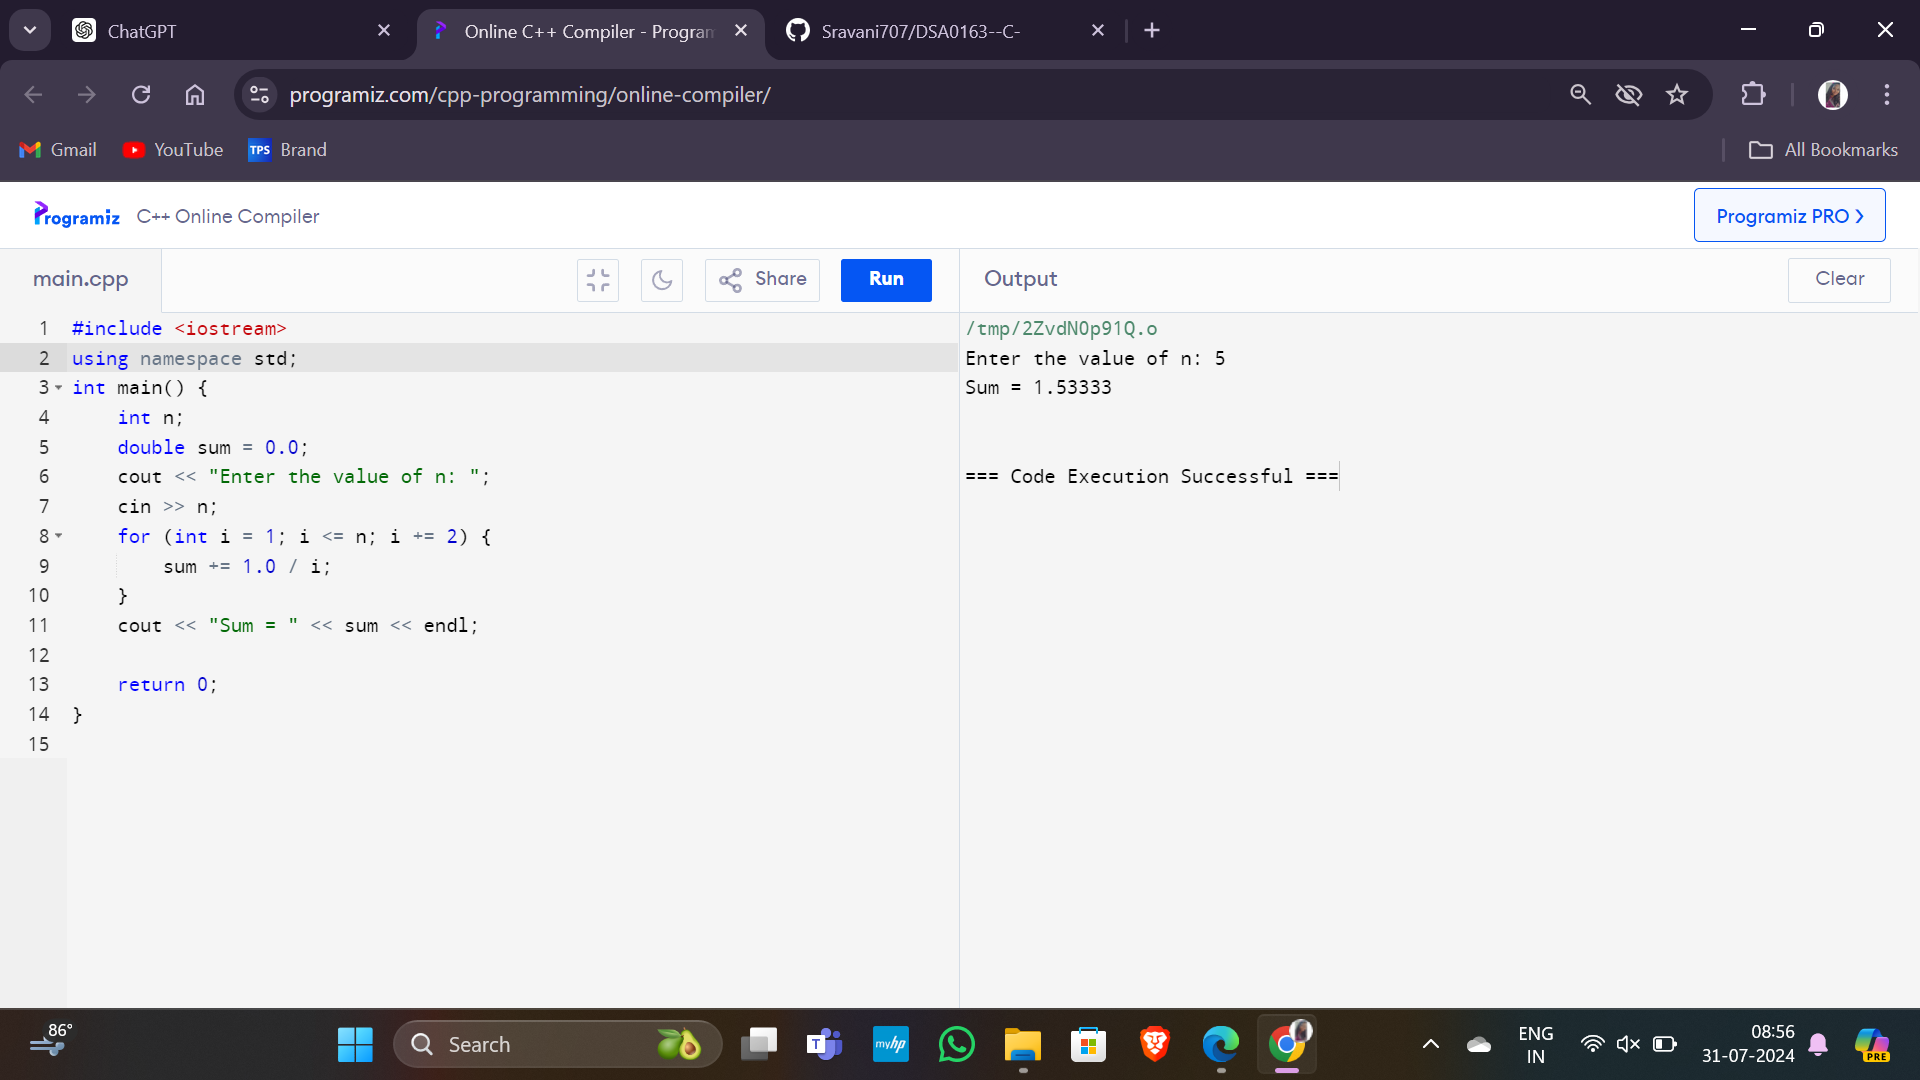 ChatGPT
Online C++ Compiler - Program
Sravani707/DSA0163--C-
programiz.com/cpp-programming/online-compiler/
Gmail
YouTube
TPS Brand
All Bookmarks
Programiz
C++ Online Compiler
Programiz PRO >
main.cpp
Share
Run
Output
Clear
1 #include <iostream>
2 using namespace std;
3 int main() {
4     int n;
5     double sum = 0.0;
6     cout << "Enter the value of n: ";
7     cin >> n;
8     for (int i = 1; i <= n; i += 2) {
9         sum += 1.0 / i;
10     }
11     cout << "Sum = " << sum << endl;
12
13     return 0;
14 }
15
/tmp/2ZvdN0p91Q.o
Enter the value of n: 5
Sum = 1.53333
=== Code Execution Successful ===
86°
Search
T
myhp
ENG
IN
08:56
31-07-2024
PRE